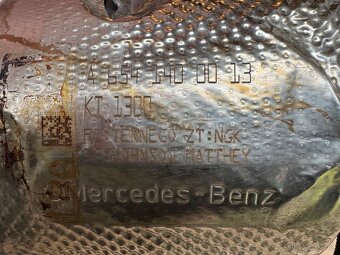 A 654 140 00 13
KT 1300
TENNECO ZT:NGK
JOHNSON MATTHEY
Mercedes-Benz